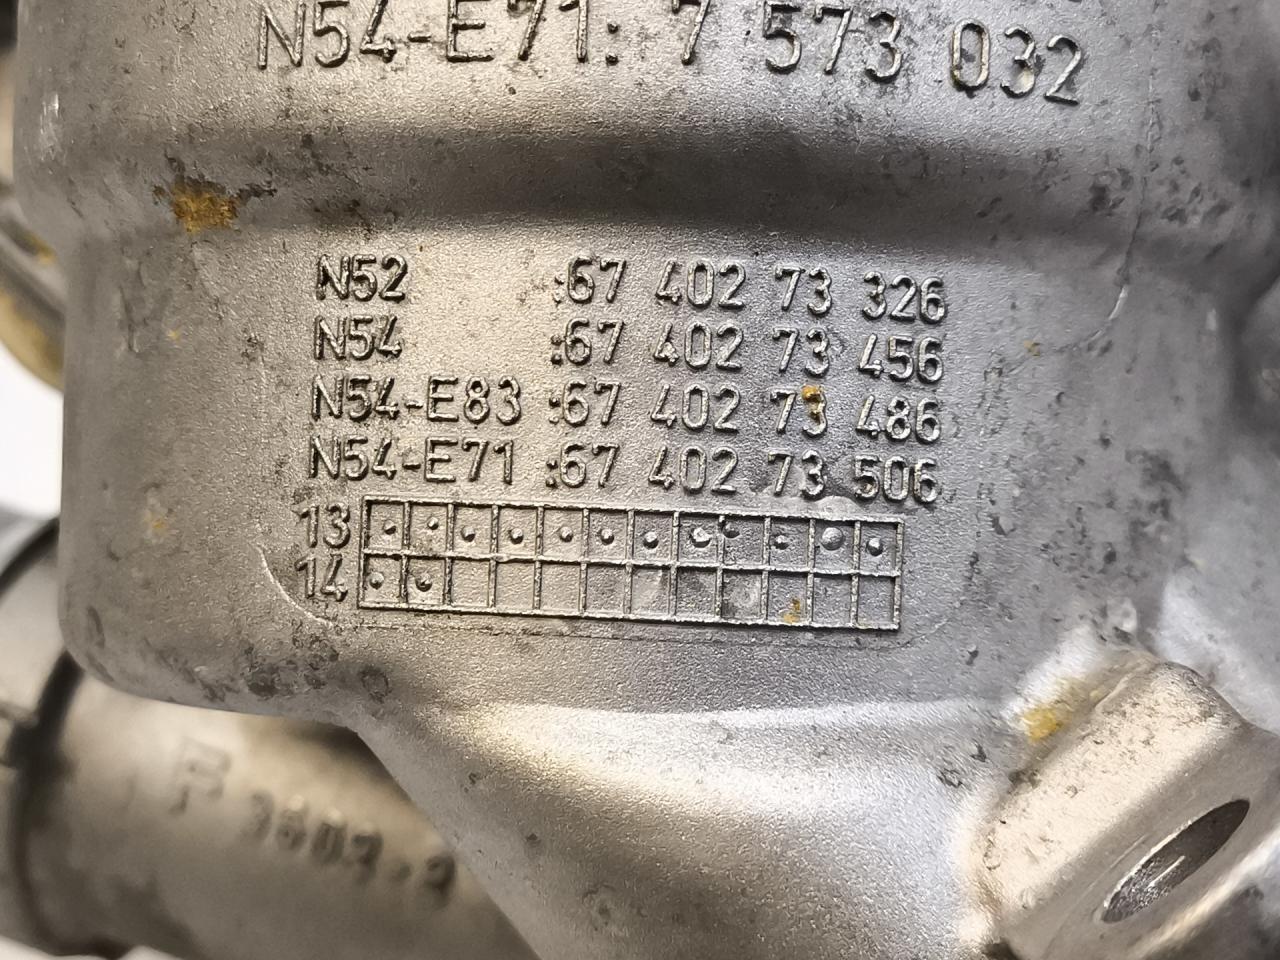 N54-E71: 7 573 032
N52 :67 402 73 326
N54 :67 402 73 456
N54-E83 :67 402 73 486
N54-E71 :67 402 73 506
13
14